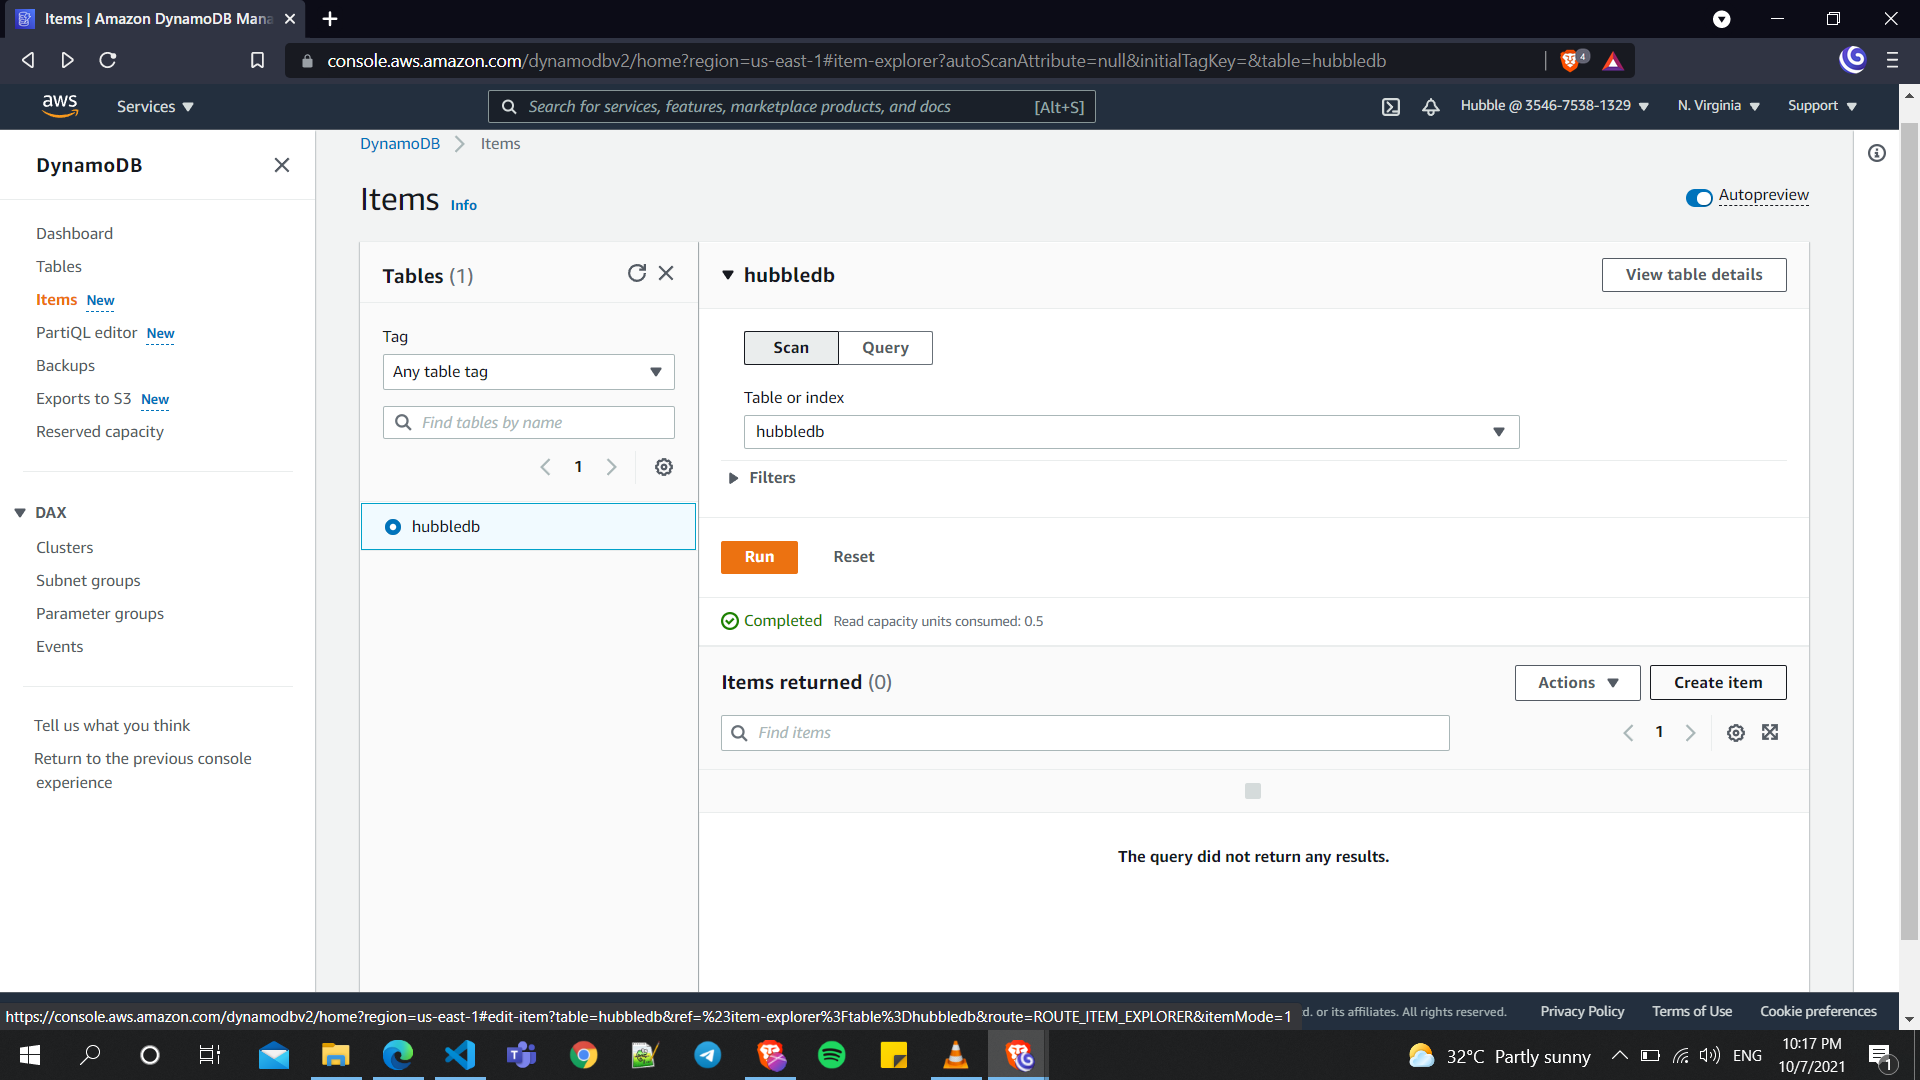 Items | Amazon DynamoDB Mana
console.aws.amazon.com/dynamodbv2/home?region=us-east-1#item-explorer?autoScanAttribute=null&initialTagKey=&table=hubbledb
4
aws
Services
Search for services, features, marketplace products, and docs
[Alt+S]
Hubble @ 3546-7538-1329
N. Virginia
Support
DynamoDB
Dashboard
Tables
Items New
PartiQL editor New
Backups
Exports to S3 New
Reserved capacity
DAX
Clusters
Subnet groups
Parameter groups
Events
Tell us what you think
Return to the previous console
experience
DynamoDB
Items
Items Info
Autopreview
Tables (1)
Tag
Any table tag
Find tables by name
1
hubbledb
hubbledb
View table details
Scan
Query
Table or index
hubbledb
Filters
Run
Reset
Completed
Read capacity units consumed: 0.5
Items returned (0)
Actions
Create item
Find items
1
The query did not return any results.
d. or its affiliates. All rights reserved.
Privacy Policy
Terms of Use
Cookie preferences
https://console.aws.amazon.com/dynamodbv2/home?region=us-east-1#edit-item?table=hubbledb&ref=%23item-explorer%3Ftable%3Dhubbledb&route=ROUTE_ITEM_EXPLORER&itemMode=1
32°C Partly sunny
ENG
10:17 PM
10/7/2021
1